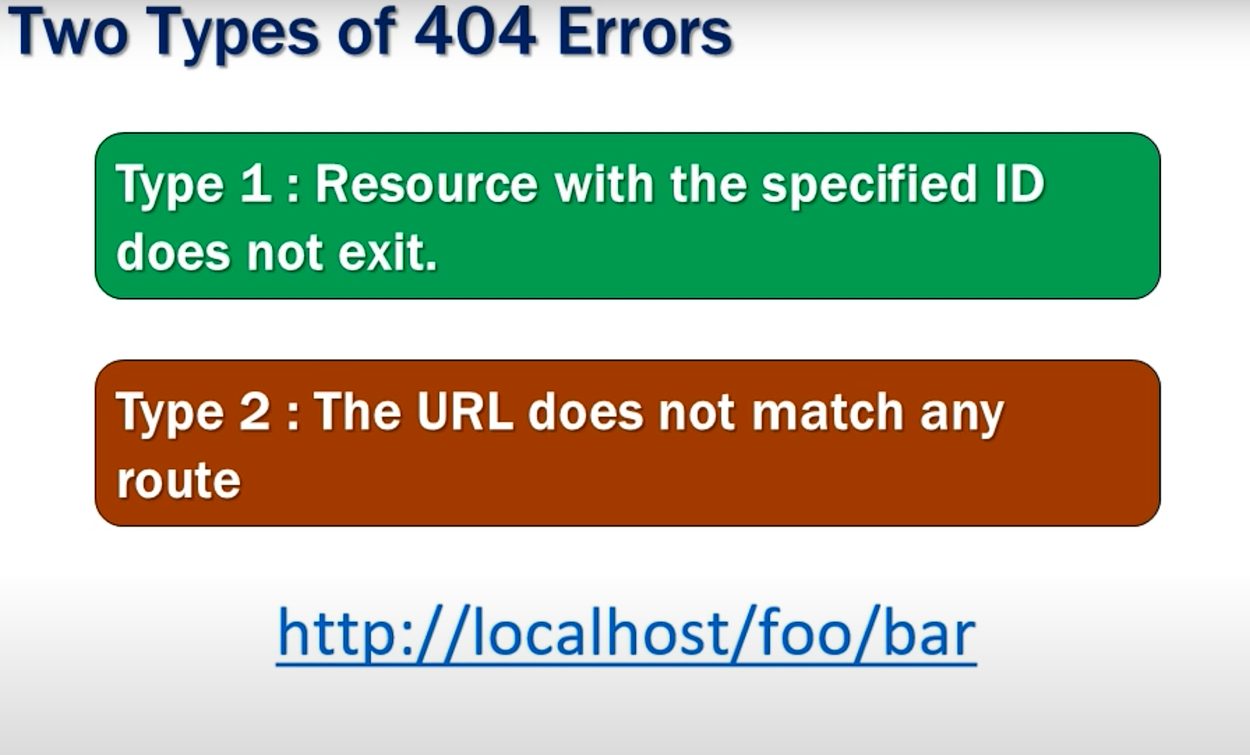 Two Types of 404 Errors
Type 1 : Resource with the specified ID
does not exit.
Type 2 : The URL does not match any
route
http://localhost/foo/bar